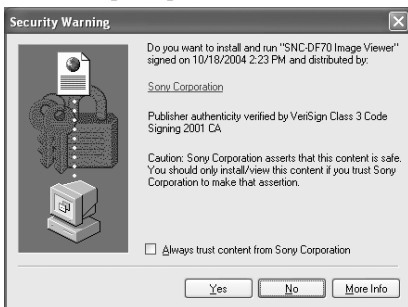 Security Warning
Do you want to install and run "SNC-DF70 Image Viewer"
signed on 10/18/2004 2:23 PM and distributed by:
Sony Corporation
Publisher authenticity verified by VeriSign Class 3 Code
Signing 2001 CA
Caution: Sony Corporation asserts that this content is safe.
You should only install/view this content if you trust Sony
Corporation to make that assertion.
Always trust content from Sony Corporation
Yes
No
More Info